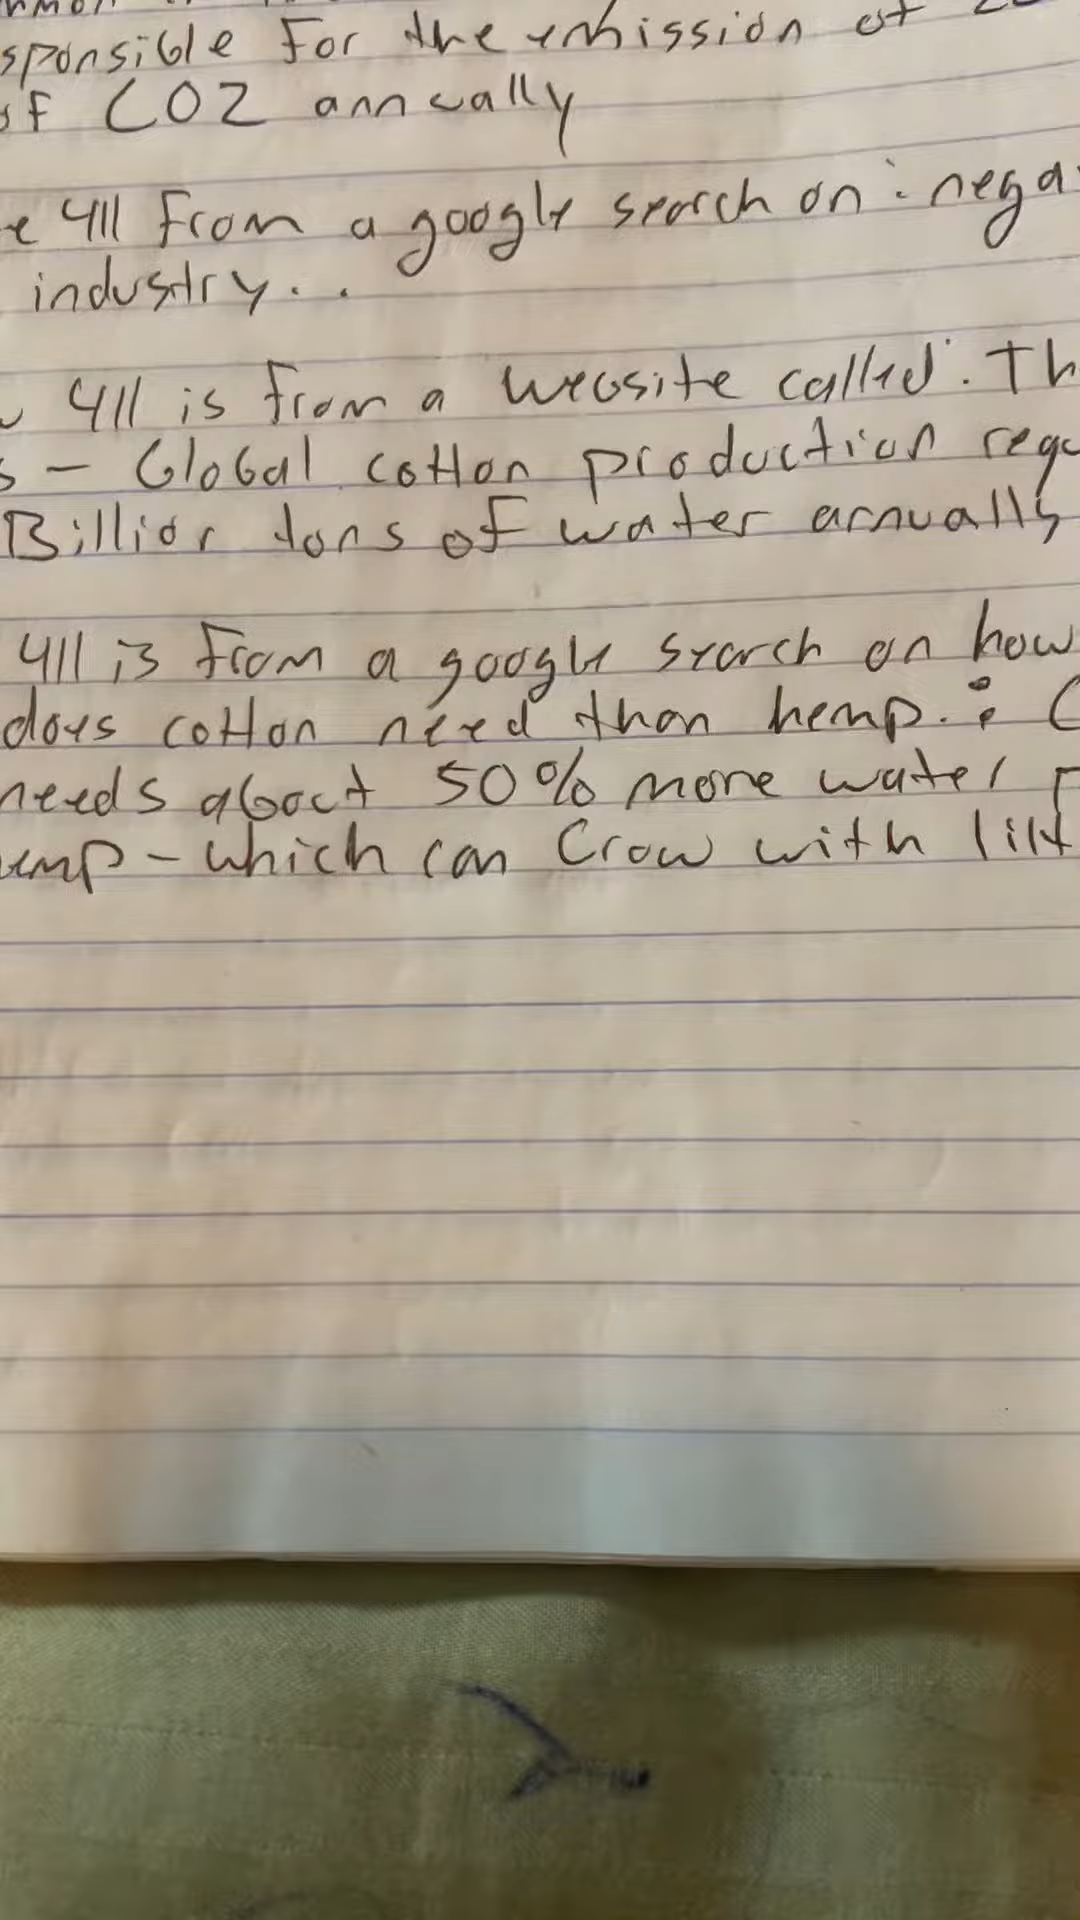 sponsible for the emission of
of CO2 annually
e 411 from a google search on : nega
industry...
411 is from a website called: Th
s - Global cotton production requ
Billion tons of water annually
411 is from a google search on how
does cotton need than hemp. : C
needs about 50% more water p
emp - which can Grow with litt